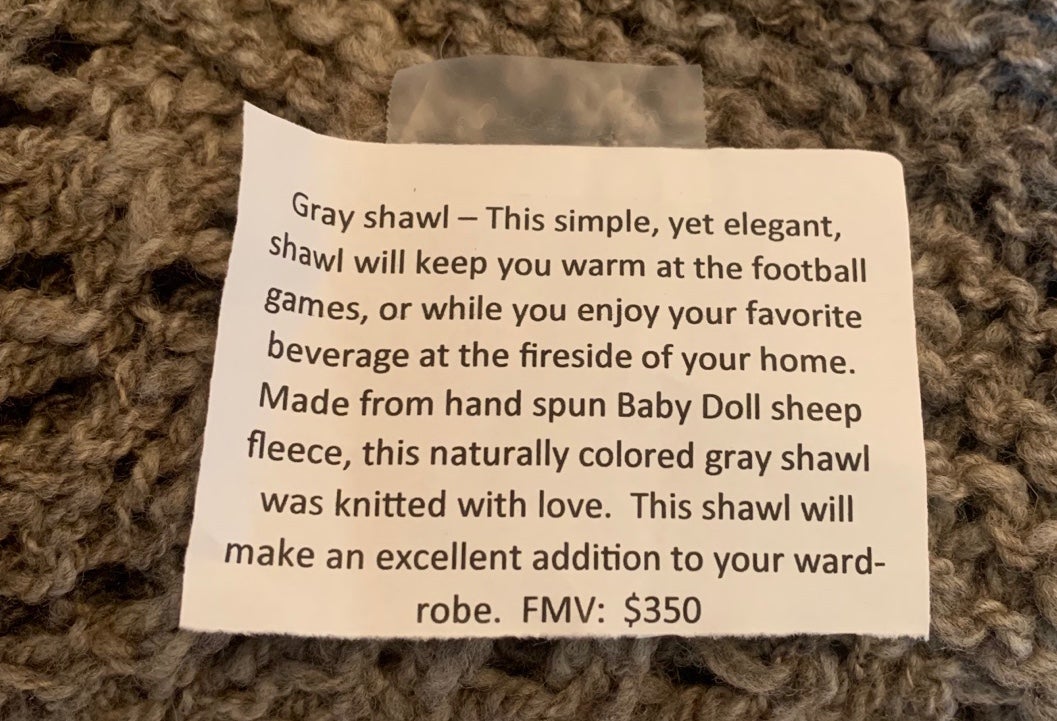 Gray shawl – This simple, yet elegant,
shawl will keep you warm at the football
games, or while you enjoy your favorite
beverage at the fireside of your home.
Made from hand spun Baby Doll sheep
fleece, this naturally colored gray shawl
was knitted with love.  This shawl will
make an excellent addition to your ward-
robe.  FMV:  $350